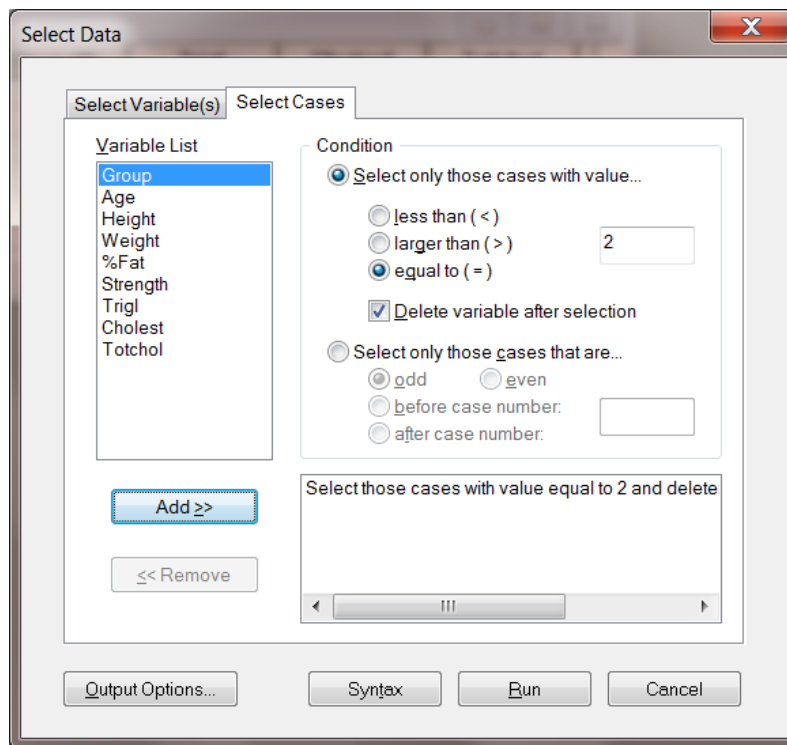 Select Data
X
Select Variable(s) Select Cases
Variable List
Group
Age
Height
Weight
%Fat
Strength
Trigl
Cholest
Totchol
Add >>
<< Remove
Condition
Select only those cases with value...
less than ( < )
larger than ( > )
2
equal to ( = )
Delete variable after selection
Select only those cases that are...
odd even
before case number:
after case number:
Select those cases with value equal to 2 and delete
Output Options... Syntax Run Cancel